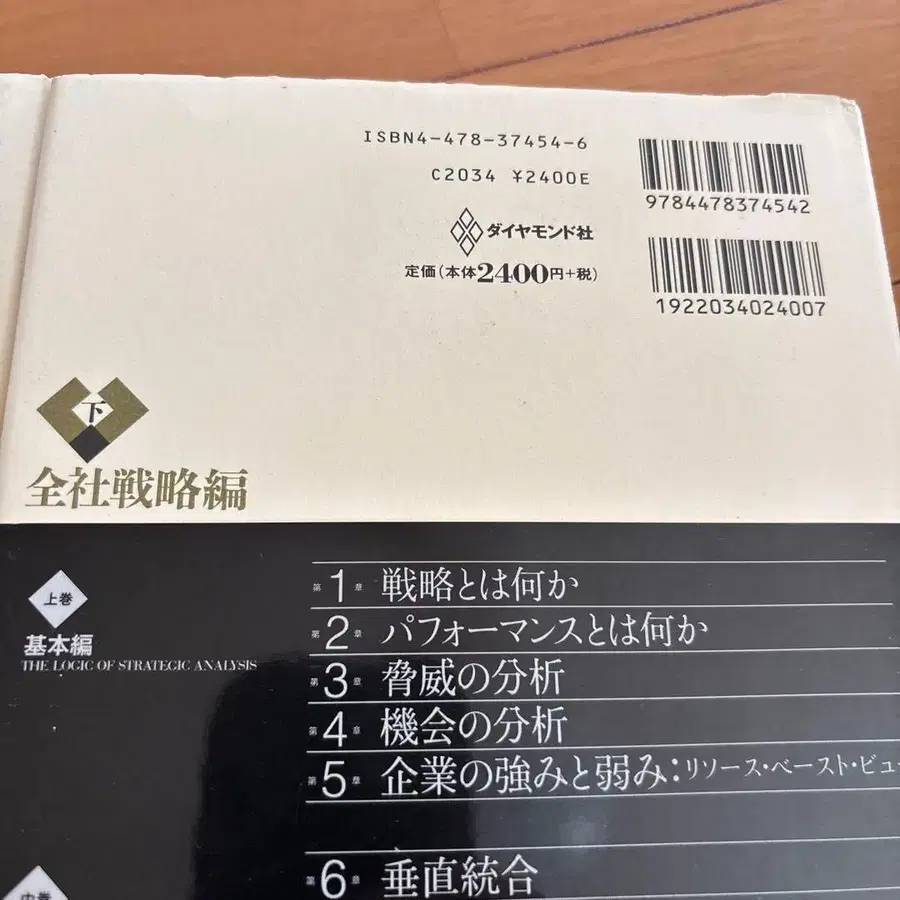 ISBN4-478-37454-6
C2034 ¥2400E
ダイヤモンド社
定価(本体2400円+税)
9784478374542
1922034024007
下
全社戦略編
上巻
基本編
THE LOGIC OF STRATEGIC ANALYSIS
第1章 戦略とは何か
第2章 パフォーマンスとは何か
第3章 脅威の分析
第4章 機会の分析
第5章 企業の強みと弱み:リソース・ベースト・ビュー
中巻
第6章 垂直統合